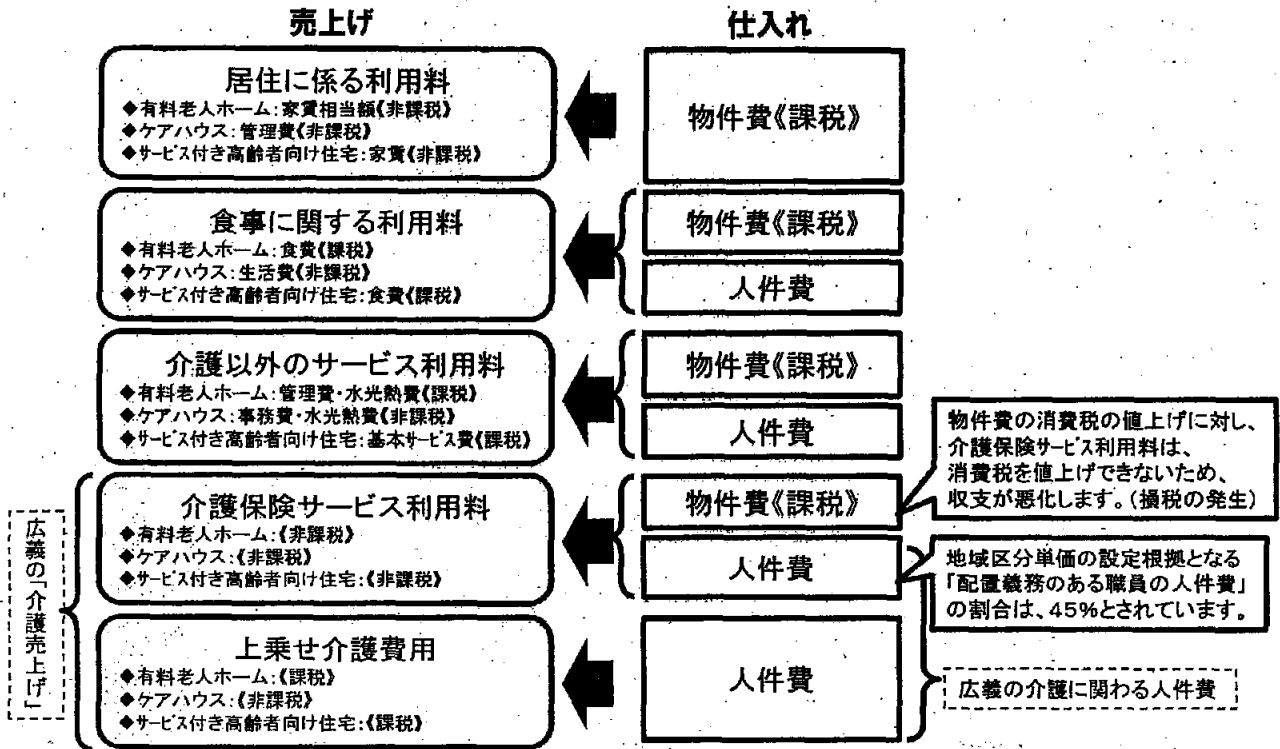 売上げ
仕入れ
居住に係る利用料
◆有料老人ホーム:家賃相当額《非課税》
◆ケアハウス:管理費《非課税》
◆サービス付き高齢者向け住宅:家賃《非課税》
物件費《課税》
食事に関する利用料
◆有料老人ホーム:食費《課税》
◆ケアハウス:生活費《非課税》
◆サービス付き高齢者向け住宅:食費《課税》
物件費《課税》
人件費
介護以外のサービス利用料
◆有料老人ホーム:管理費・水光熱費《課税》
◆ケアハウス:事務費・水光熱費《非課税》
◆サービス付き高齢者向け住宅:基本サービス費《課税》
物件費《課税》
人件費
物件費の消費税の値上げに対し、
介護保険サービス利用料は、
消費税を値上げできないため、
収支が悪化します。(損税の発生)
介護保険サービス利用料
◆有料老人ホーム:《非課税》
◆ケアハウス:《非課税》
◆サービス付き高齢者向け住宅:《非課税》
物件費《課税》
人件費
地域区分単価の設定根拠となる
「配置義務のある職員の人件費」
の割合は、45%とされています。
広義の「介護売上げ」
上乗せ介護費用
◆有料老人ホーム:《課税》
◆ケアハウス:《非課税》
◆サービス付き高齢者向け住宅:《課税》
人件費
広義の介護に関わる人件費